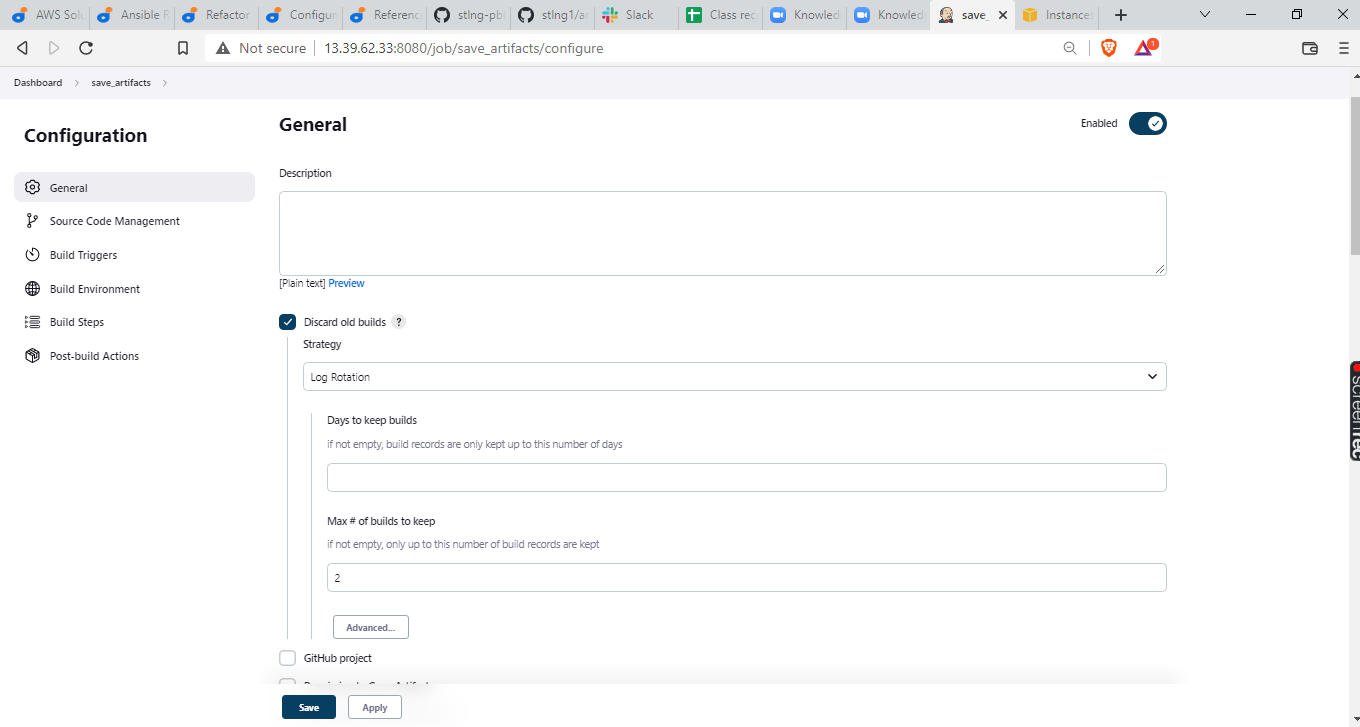 AWS Solu
Ansible R
Refactor
Configur
Referenc
stlng-pbl
stlng1/an
Slack
Class rec
Knowled
Knowled
save_
Instances
Not secure
13.39.62.33:8080/job/save_artifacts/configure
1
Dashboard
save_artifacts
Configuration
General
Source Code Management
Build Triggers
Build Environment
Build Steps
Post-build Actions
General
Enabled
Description
[Plain text] Preview
Discard old builds ?
Strategy
Log Rotation
Days to keep builds
if not empty, build records are only kept up to this number of days
Max # of builds to keep
if not empty, only up to this number of build records are kept
2
Advanced...
GitHub project
Save
Apply
screenrec